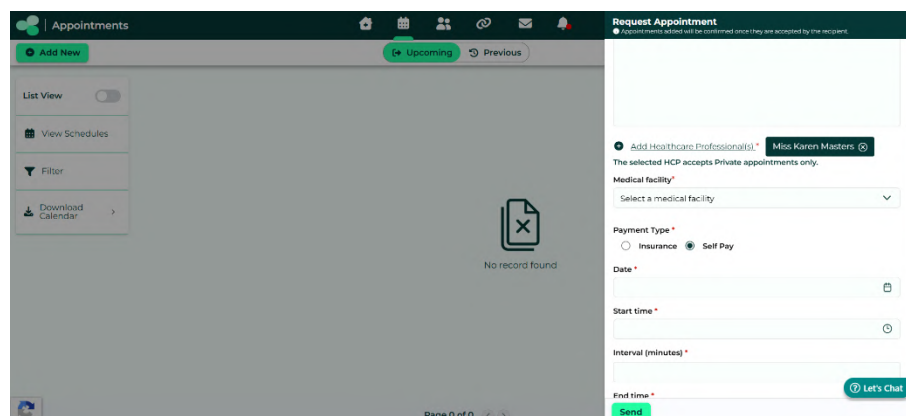 Appointments
Add New
Upcoming
Previous
List View
View Schedules
Filter
Download
Calendar
No record found
Page 0 of 0
Request Appointment
Appointments added will be confirmed once they are accepted by the recipient.
Add Healthcare Professional(s) * Miss Karen Masters
The selected HCP accepts Private appointments only.
Medical facility*
Select a medical facility
Payment Type *
Insurance Self Pay
Date *
Start time *
Interval (minutes) *
End time *
Let's Chat
Send